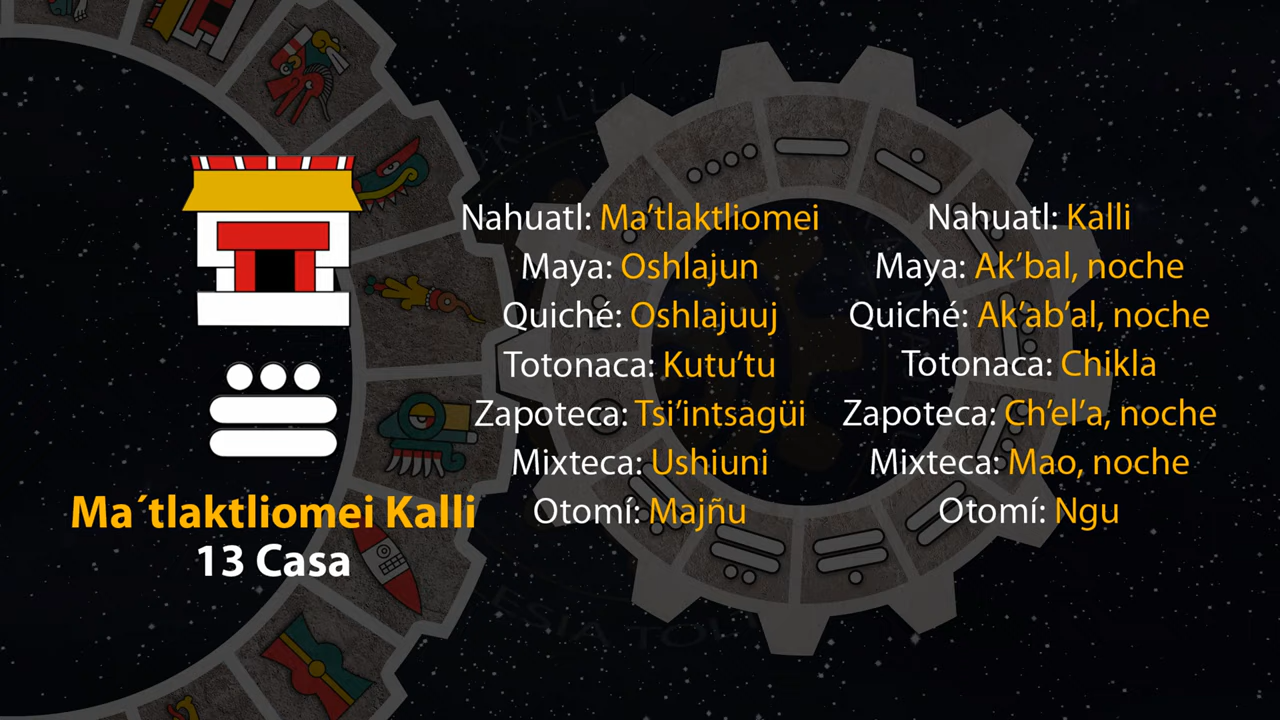 Nahuatl: Ma’tlaktliomei
Maya: Oshlajun
Quiché: Oshlajuuj
Totonaca: Kutu’tu
Zapoteca: Tsi’intsagüi
Mixteca: Ushiuni
Otomí: Majñu
Nahuatl: Kalli
Maya: Ak’bal, noche
Quiché: Ak’ab’al, noche
Totonaca: Chikla
Zapoteca: Ch’el’a, noche
Mixteca: Mao, noche
Otomí: Ngu
Ma´tlaktliomei Kalli
13 Casa